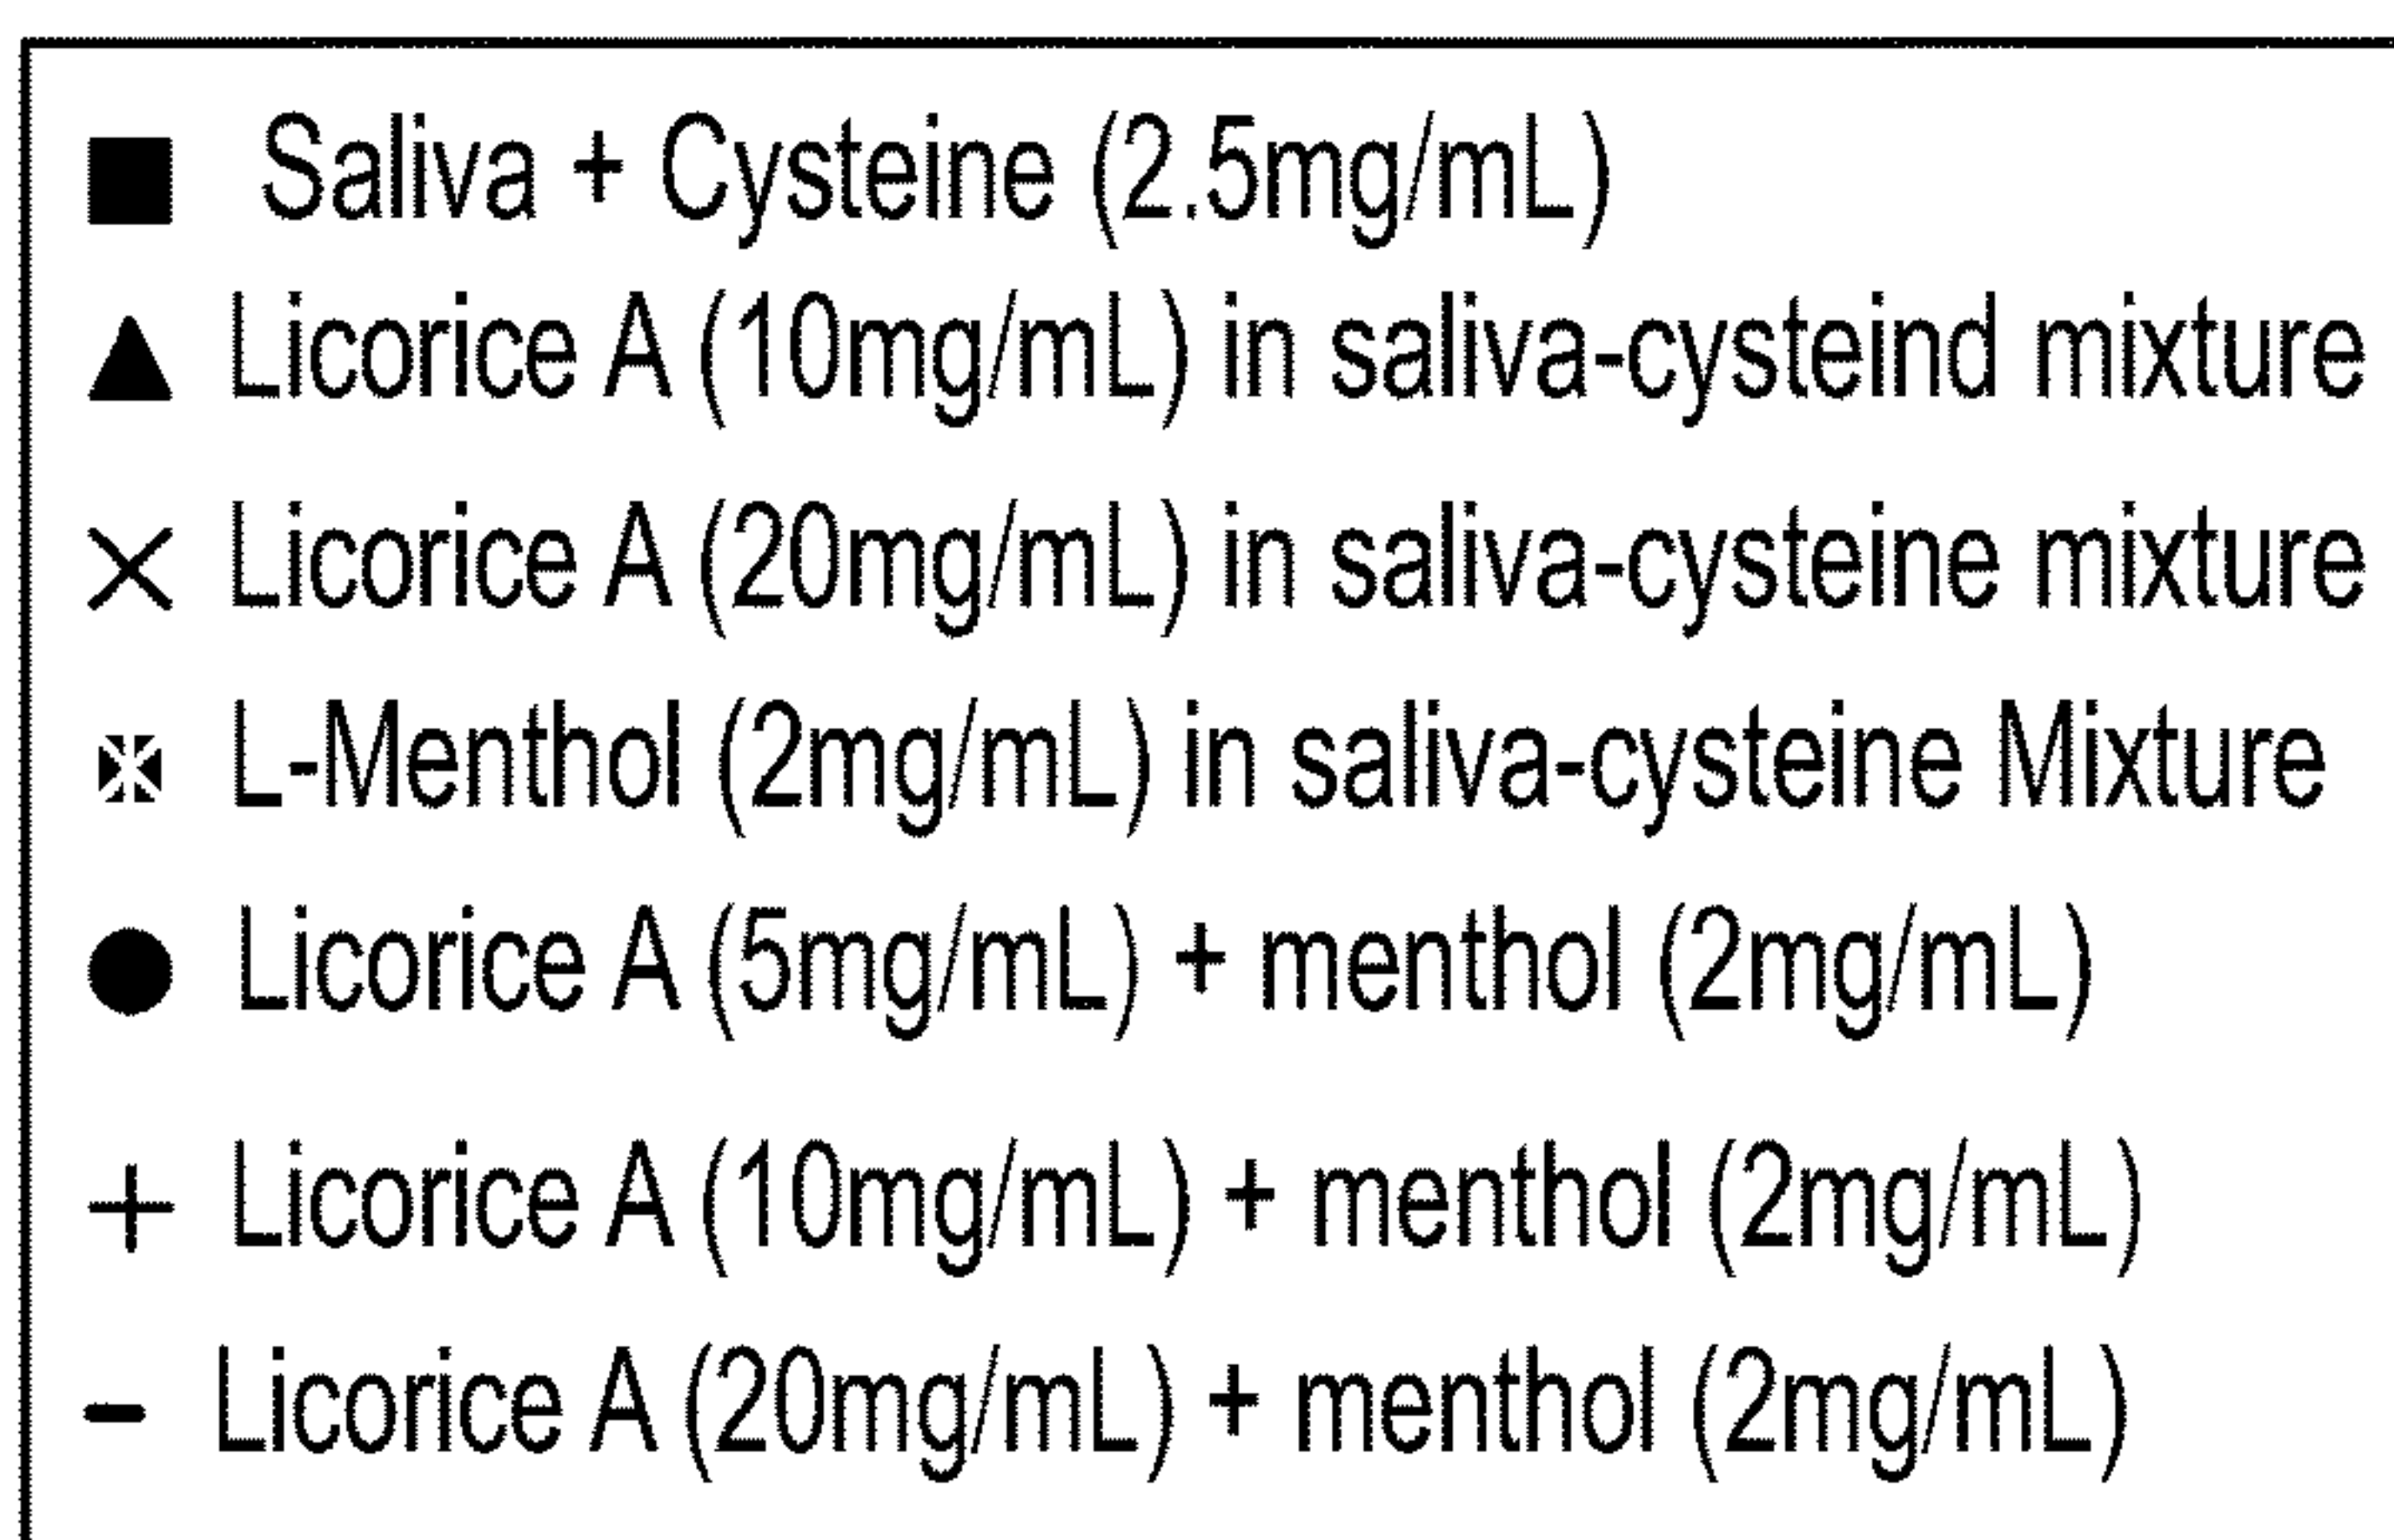 ■ Saliva + Cysteine (2.5mg/mL)
▲ Licorice A (10mg/mL) in saliva-cysteind mixture
× Licorice A (20mg/mL) in saliva-cysteine mixture
L-Menthol (2mg/mL) in saliva-cysteine Mixture
● Licorice A (5mg/mL) + menthol (2mg/mL)
+ Licorice A (10mg/mL) + menthol (2mg/mL)
- Licorice A (20mg/mL) + menthol (2mg/mL)